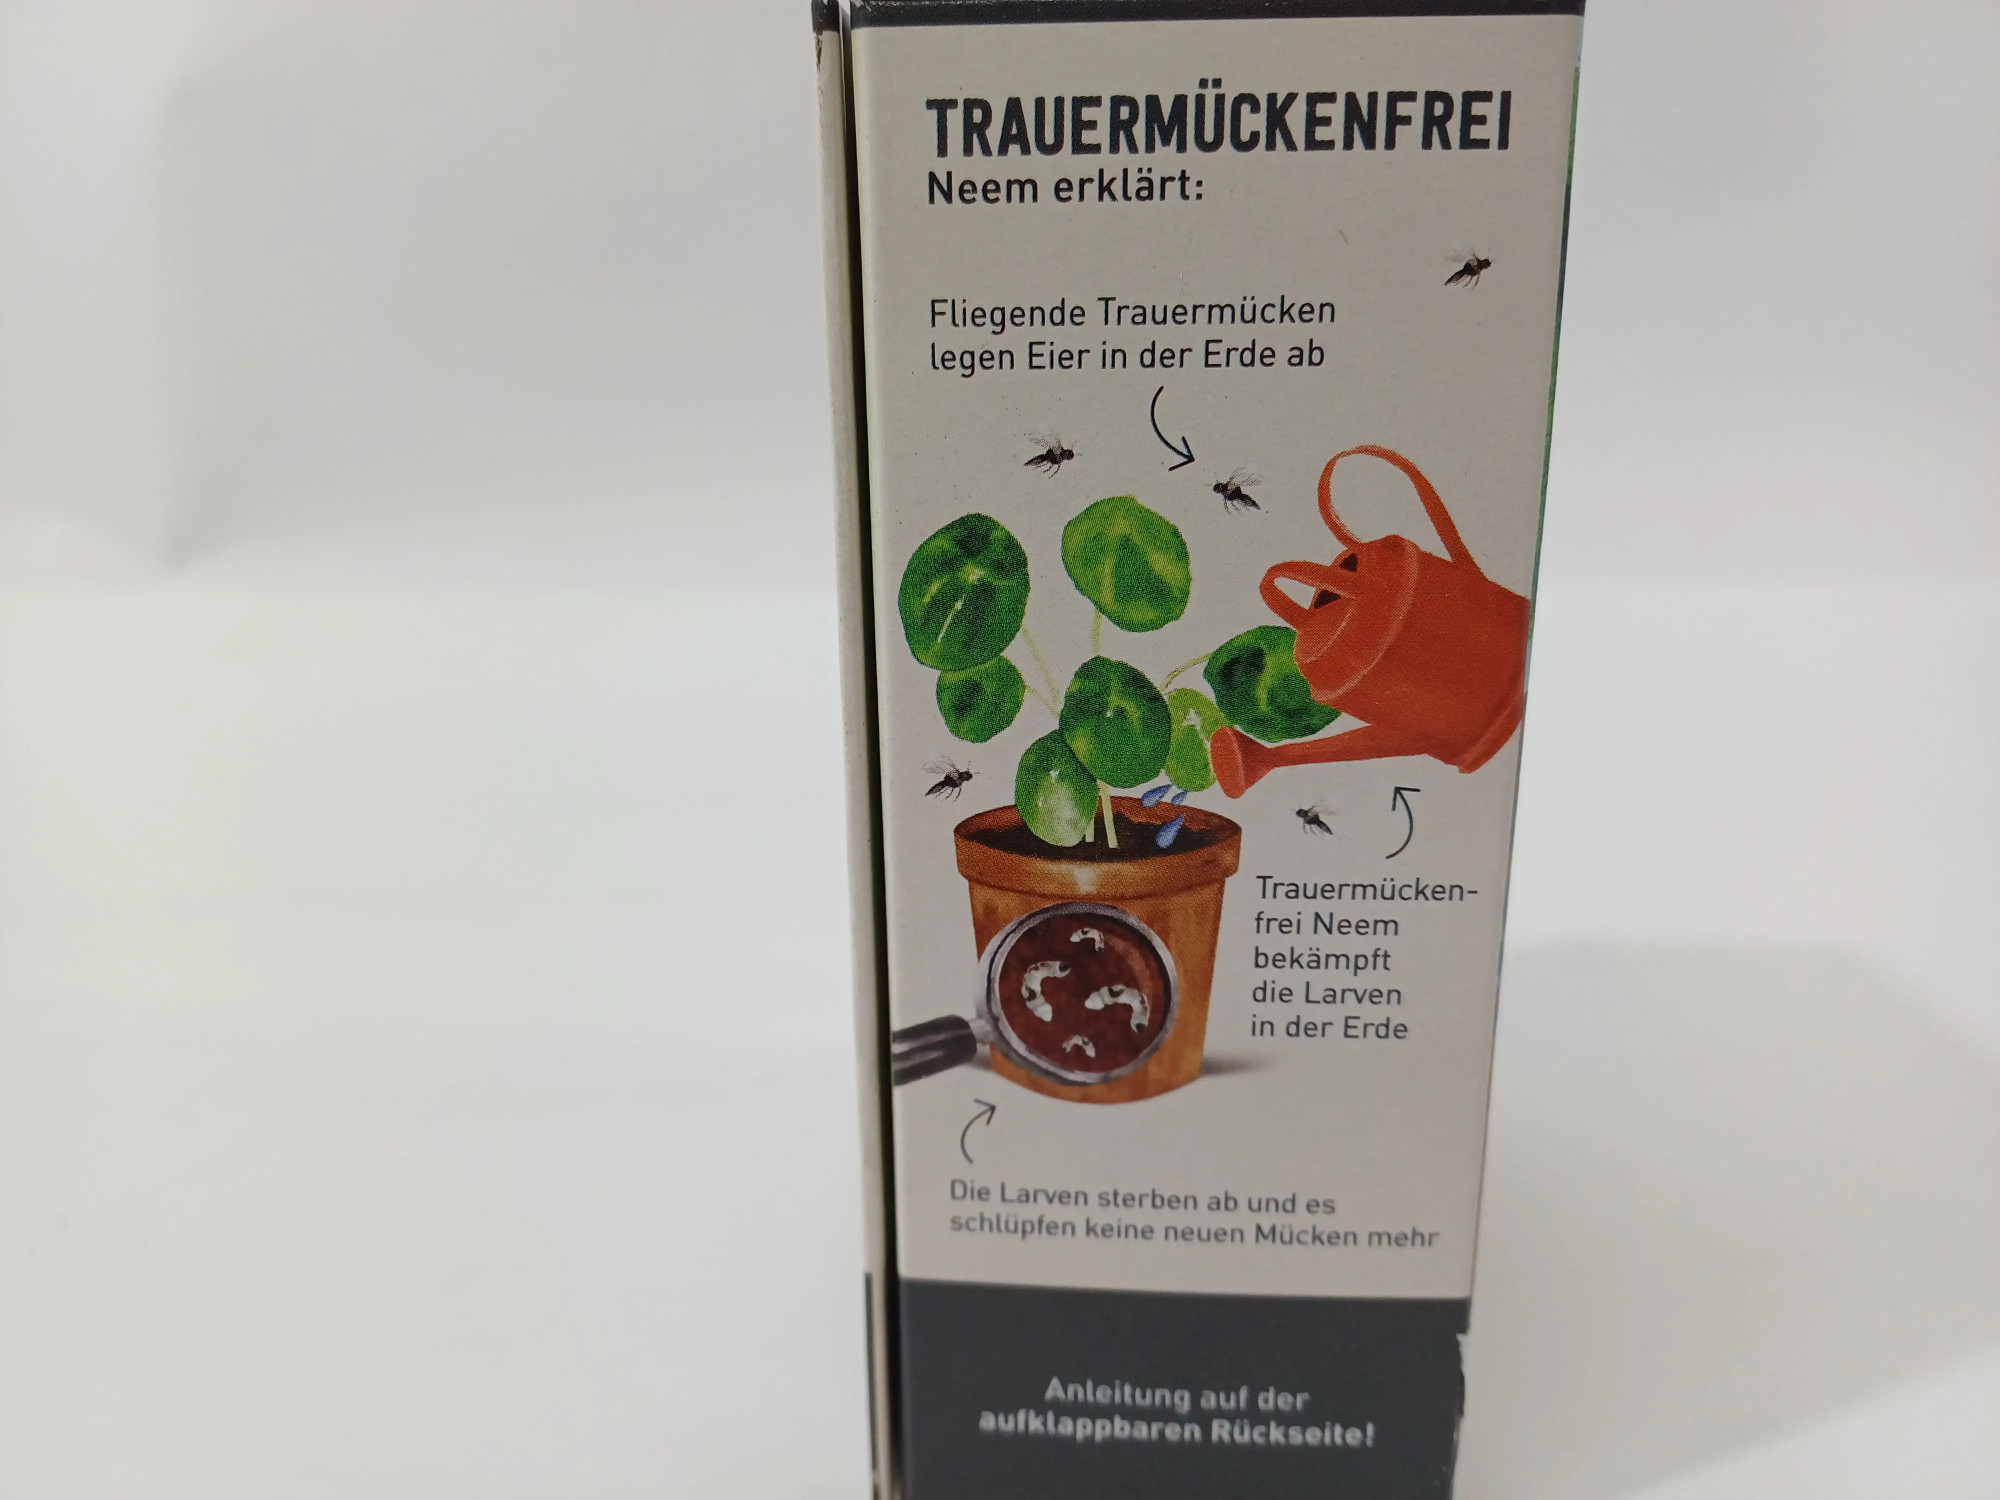 TRAUERMÜCKENFREI
Neem erklärt:
Fliegende Trauermücken
legen Eier in der Erde ab
Trauermücken-
frei Neem
bekämpft
die Larven
in der Erde
Die Larven sterben ab und es
schlüpfen keine neuen Mücken mehr
Anleitung auf der
aufklappbaren Rückseite!